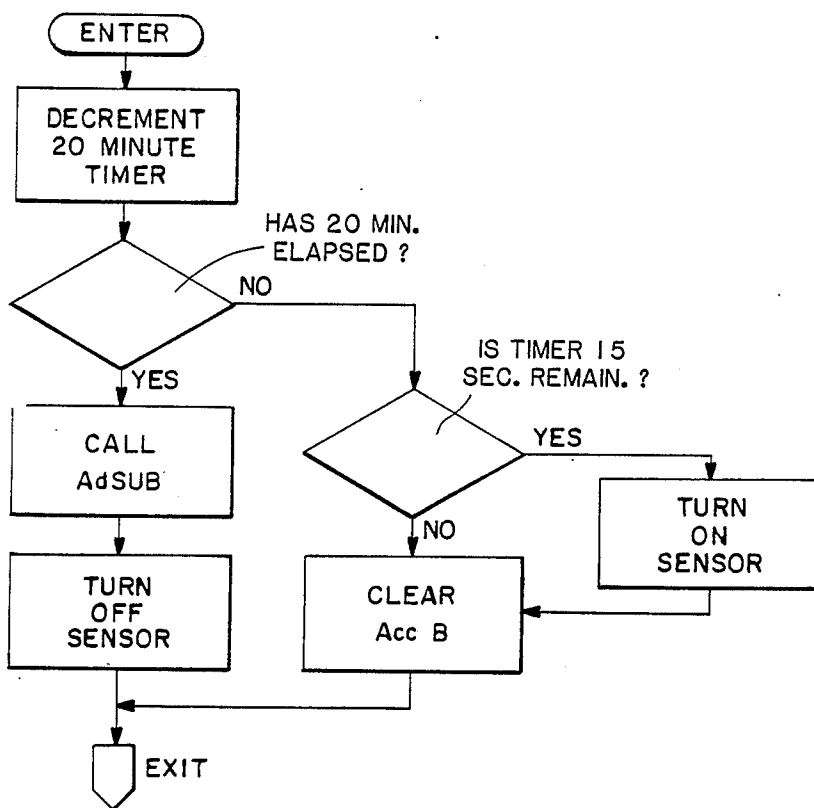 ENTER
DECREMENT
20 MINUTE
TIMER
HAS 20 MIN.
ELAPSED ?
NO
YES
IS TIMER 15
SEC. REMAIN. ?
YES
NO
CALL
AdSUB
TURN
ON
SENSOR
TURN
OFF
SENSOR
CLEAR
Acc B
EXIT